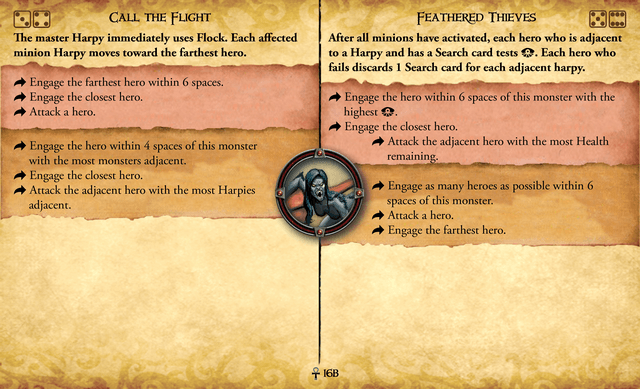 CALL THE FLIGHT
The master Harpy immediately uses Flock. Each affected
minion Harpy moves toward the farthest hero.
Engage the farthest hero within 6 spaces.
Engage the closest hero.
Attack a hero.
Engage the hero within 4 spaces of this monster
with the most monsters adjacent.
Engage the closest hero.
Attack the adjacent hero with the most Harpies
adjacent.
FEATHERED THIEVES
After all minions have activated, each hero who is adjacent
to a Harpy and has a Search card tests . Each hero who
fails discards 1 Search card for each adjacent harpy.
Engage the hero within 6 spaces of this monster with the
highest .
Engage the closest hero.
Attack the adjacent hero with the most Health
remaining.
Engage as many heroes as possible within 6
spaces of this monster.
Attack a hero.
Engage the farthest hero.
16B